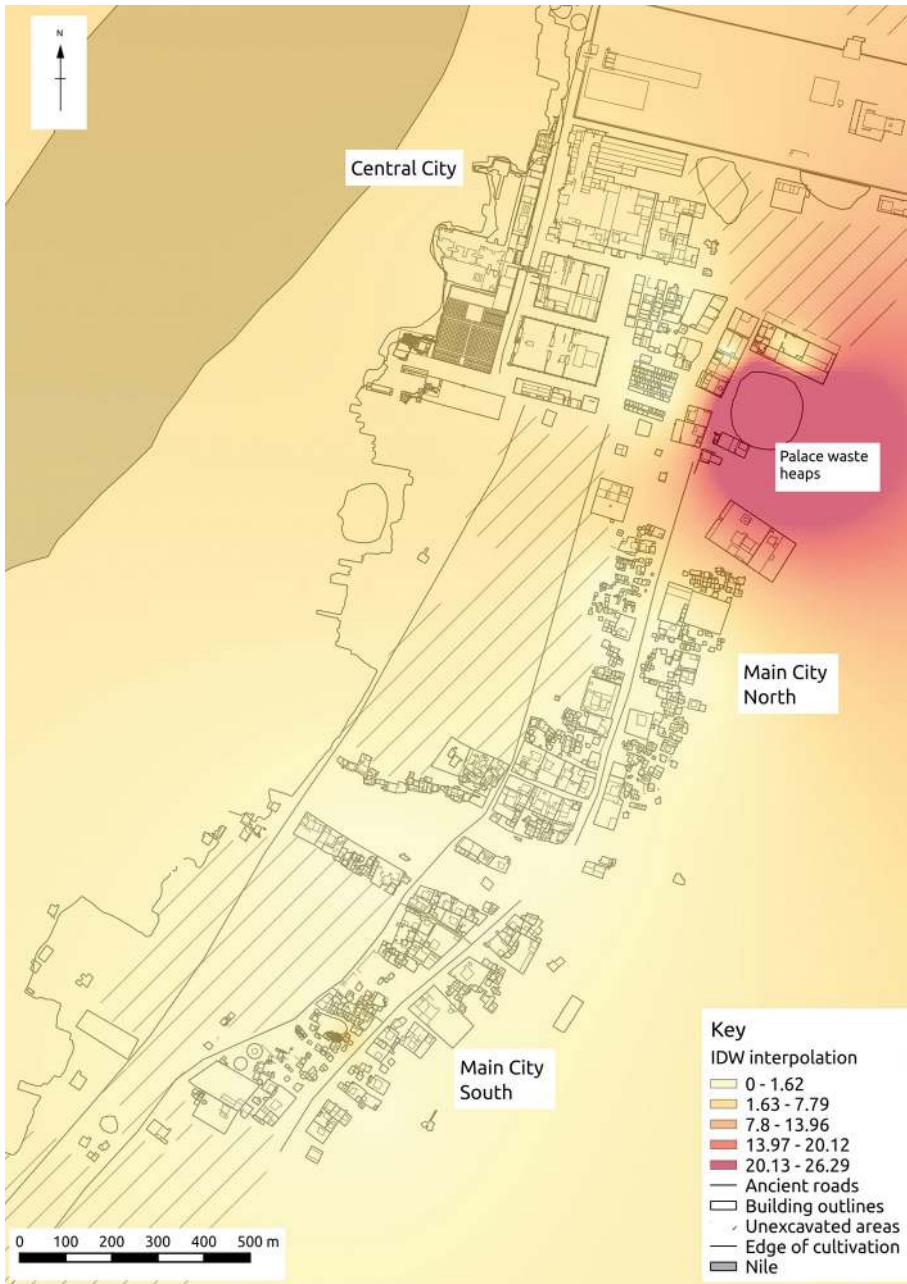 N
Central City
Palace waste
heaps
Main City
North
Main City
South
Key
IDW interpolation
0 - 1.62
1.63 - 7.79
7.8 - 13.96
13.97 - 20.12
20.13 - 26.29
Ancient roads
Building outlines
Unexcavated areas
Edge of cultivation
Nile
0 100 200 300 400 500 m